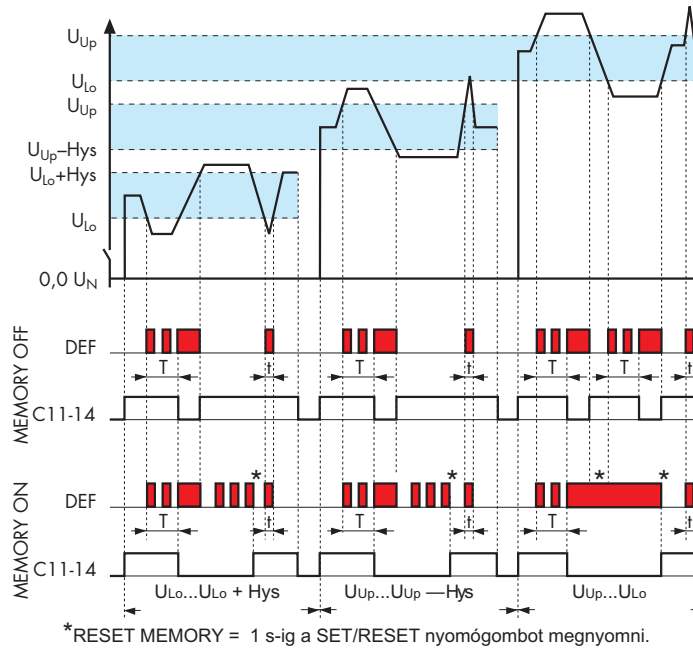 U_Up
U_Lo
U_Up
U_Up–Hys
U_Lo+Hys
U_Lo
0,0 U_N
MEMORY OFF
DEF
T t T t T T t
C11-14
MEMORY ON
* * * *
DEF
T t T t T t
C11-14
U_Lo...U_Lo + Hys U_Up...U_Up —Hys U_Up...U_Lo
*RESET MEMORY = 1 s-ig a SET/RESET nyomógombot megnyomni.